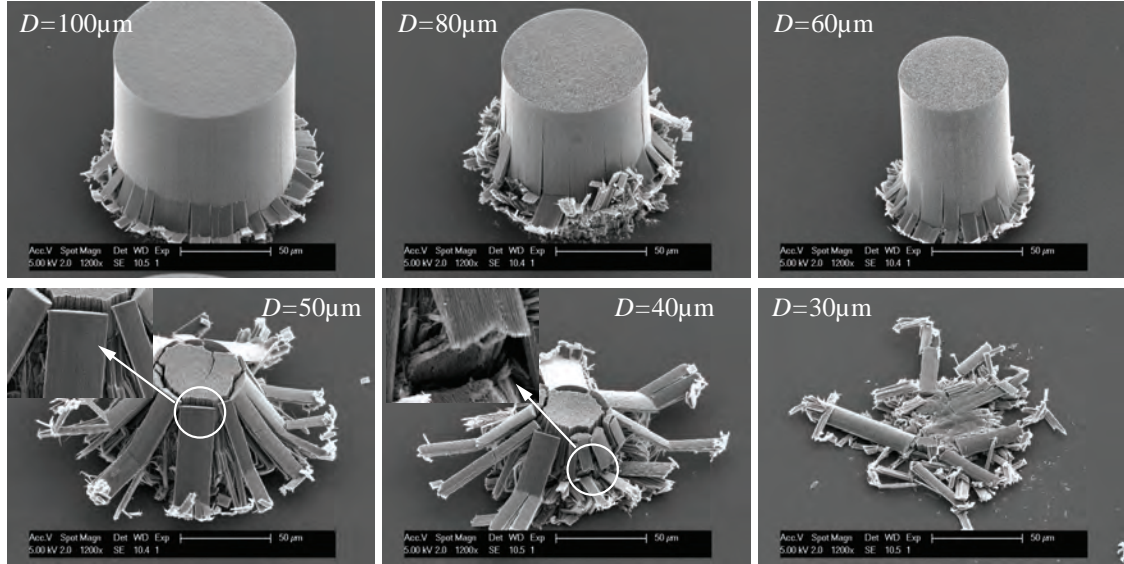 D=100µm
Acc.V Spot Magn Det WD Exp
5.00 kV 2.0 1200x SE 10.5 1
50 µm
D=80µm
Acc.V Spot Magn Det WD Exp
5.00 kV 2.0 1200x SE 10.4 1
50 µm
D=60µm
Acc.V Spot Magn Det WD Exp
5.00 kV 2.0 1200x SE 10.4 1
50 µm
D=50µm
Acc.V Spot Magn Det WD Exp
5.00 kV 2.0 1200x SE 10.4 1
50 µm
D=40µm
Acc.V Spot Magn Det WD Exp
5.00 kV 2.0 1200x SE 10.5 1
50 µm
D=30µm
Acc.V Spot Magn Det WD Exp
5.00 kV 2.0 1200x SE 10.5 1
50 µm